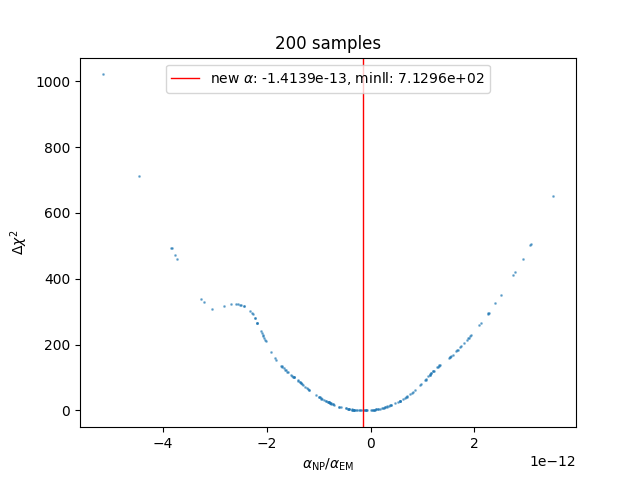 200 samples
new α: -1.4139e-13, minll: 7.1296e+02
1000
800
600
400
200
0
Δχ²
−4
−2
0
2
1e−12
α_NP/α_EM